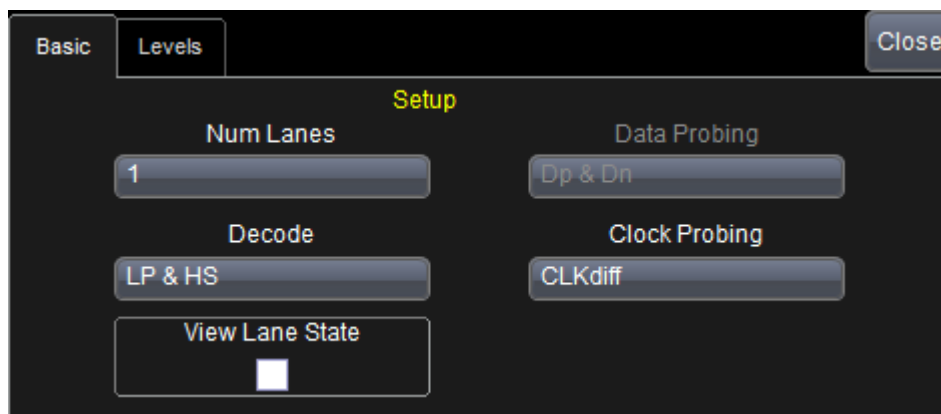 Basic Levels Close
Setup
Num Lanes Data Probing
1 Dp & Dn
Decode Clock Probing
LP & HS CLKdiff
View Lane State